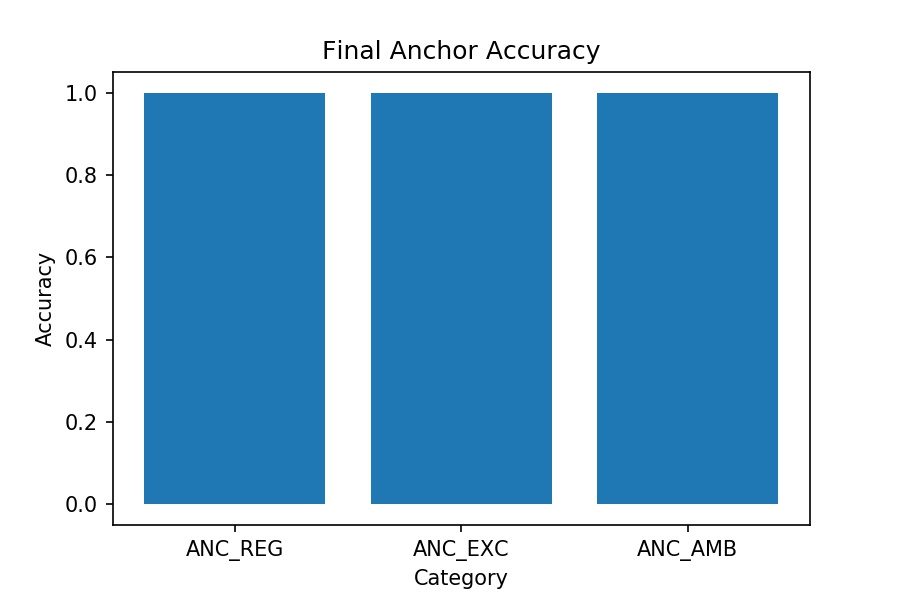 Final Anchor Accuracy
1.0
0.8
0.6
0.4
0.2
0.0
Accuracy
ANC_REG ANC_EXC ANC_AMB
Category